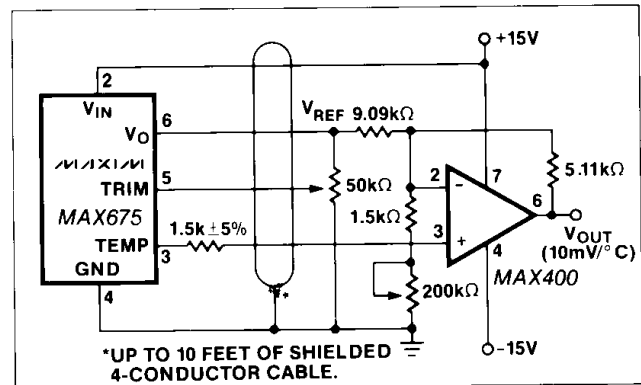 +15V
2
VIN
VO
6
VREF
9.09kΩ
MAXIM
MAX675
TRIM
5
50kΩ
2
−
7
5.11kΩ
6
1.5kΩ
VOUT
(10mV/°C)
TEMP
3
1.5k ±5%
3
+
4
MAX400
GND
4
200kΩ
*
-15V
*UP TO 10 FEET OF SHIELDED
4-CONDUCTOR CABLE.